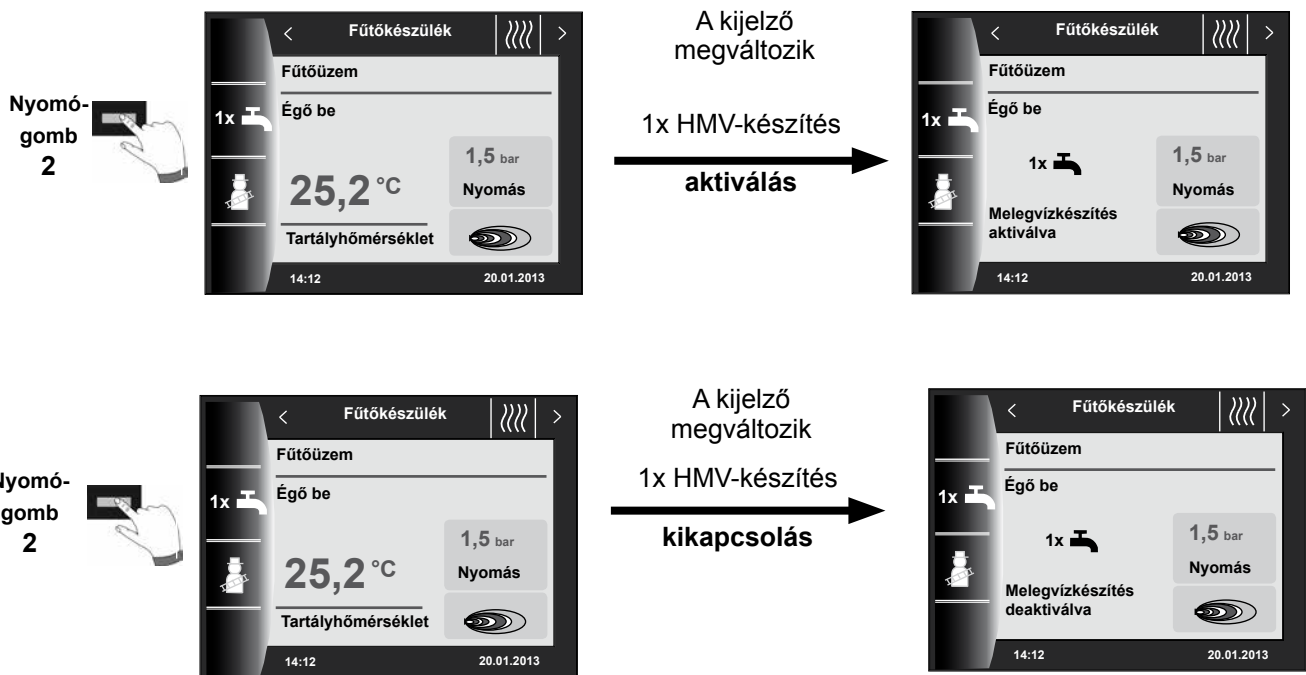 Nyomó-
gomb
2
< Fűtőkészülék >
Fűtőüzem
Égő be
1x
1,5 bar
25,2 °C
Nyomás
Tartályhőmérséklet
14:12 20.01.2013
A kijelző
megváltozik
1x HMV-készítés
aktiválás
< Fűtőkészülék >
Fűtőüzem
Égő be
1x
1x
1,5 bar
Nyomás
Melegvízkészítés
aktiválva
14:12 20.01.2013
Nyomó-
gomb
2
< Fűtőkészülék >
Fűtőüzem
Égő be
1x
1,5 bar
25,2 °C
Nyomás
Tartályhőmérséklet
14:12 20.01.2013
A kijelző
megváltozik
1x HMV-készítés
kikapcsolás
< Fűtőkészülék >
Fűtőüzem
Égő be
1x
1x
1,5 bar
Nyomás
Melegvízkészítés
deaktiválva
14:12 20.01.2013